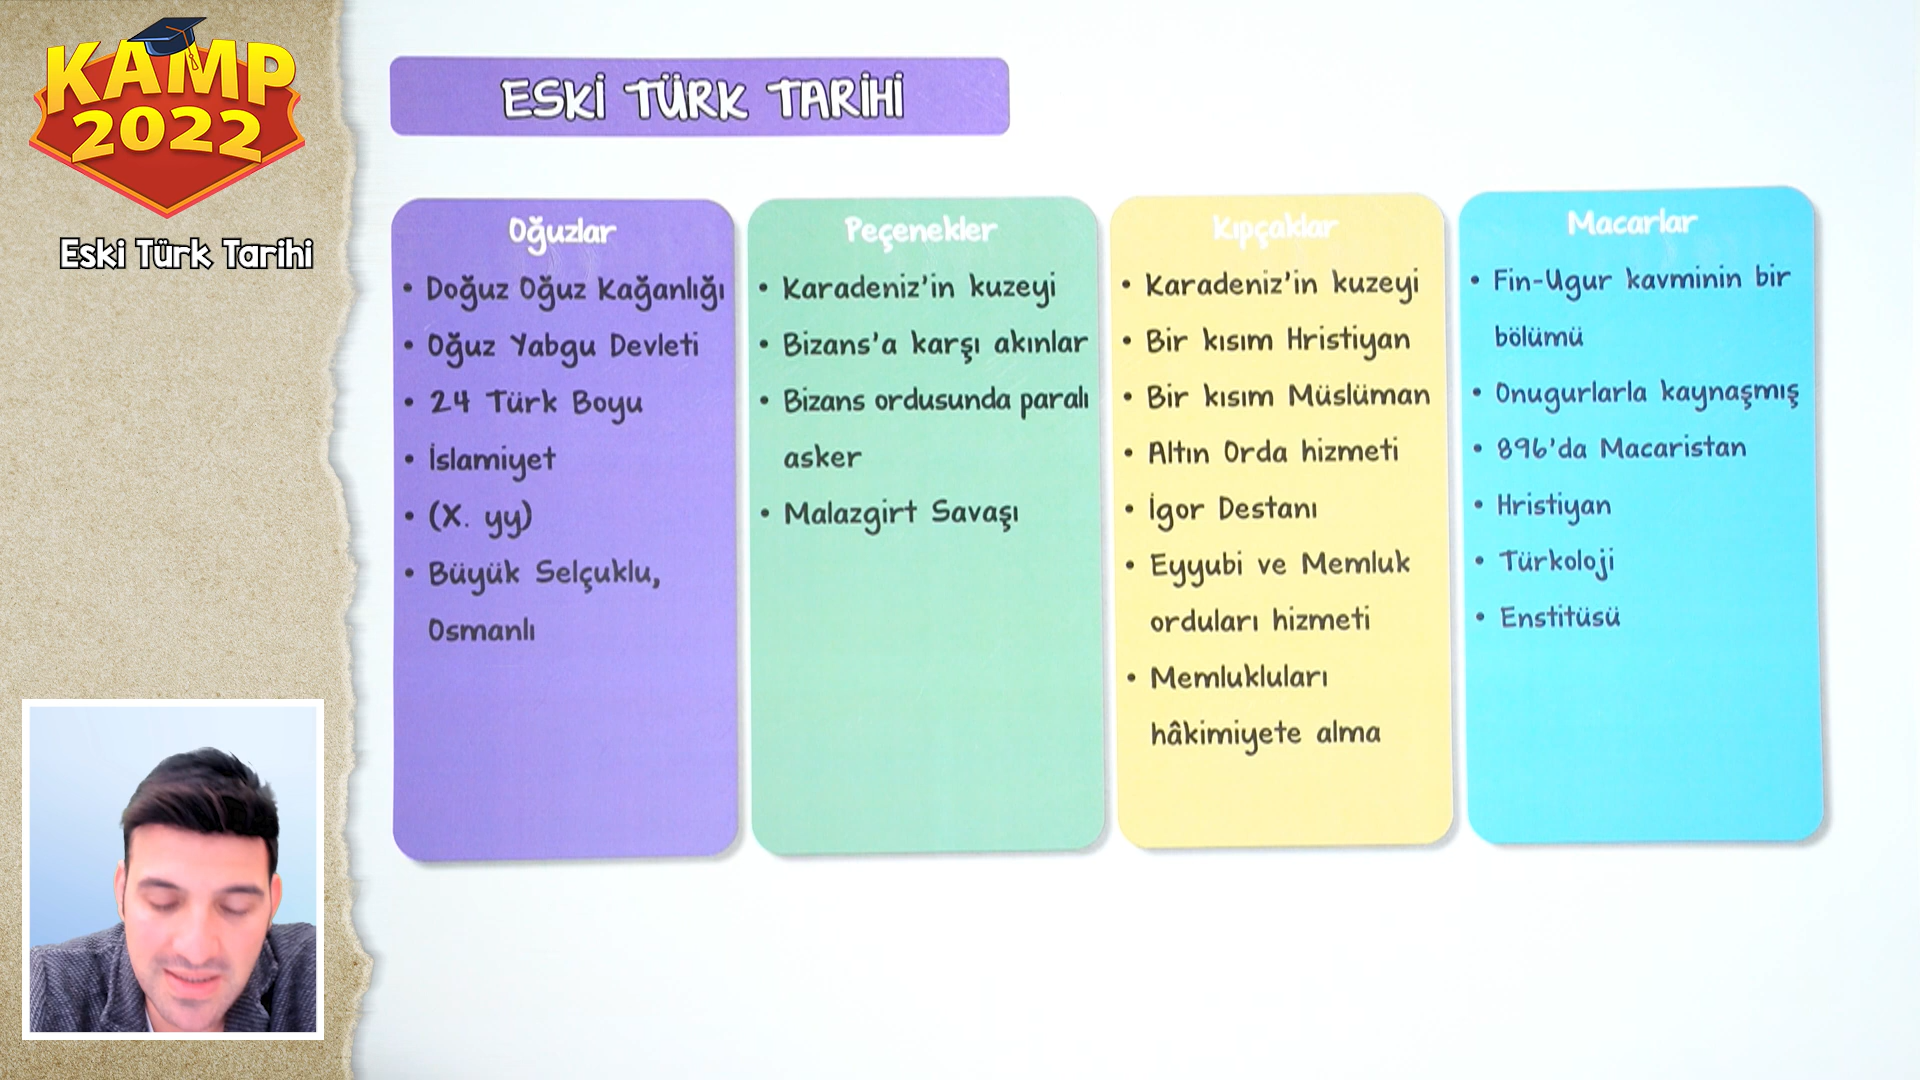 KAMP
2022
Eski Türk Tarihi
ESKİ TÜRK TARİHİ
Oğuzlar
• Doğuz Oğuz Kağanlığı
• Oğuz Yabgu Devleti
• 24 Türk Boyu
• İslamiyet
• (X. yy)
• Büyük Selçuklu,
Osmanlı
Peçenekler
• Karadeniz'in kuzeyi
• Bizans'a karşı akınlar
• Bizans ordusunda paralı
asker
• Malazgirt Savaşı
Kıpçaklar
• Karadeniz'in kuzeyi
• Bir kısım Hristiyan
• Bir kısım Müslüman
• Altın Orda hizmeti
• İgor Destanı
• Eyyubi ve Memluk
orduları hizmeti
• Memlukluları
hâkimiyete alma
Macarlar
• Fin-Ugur kavminin bir
bölümü
• Onugurlarla kaynaşmış
• 896'da Macaristan
• Hristiyan
• Türkoloji
• Enstitüsü